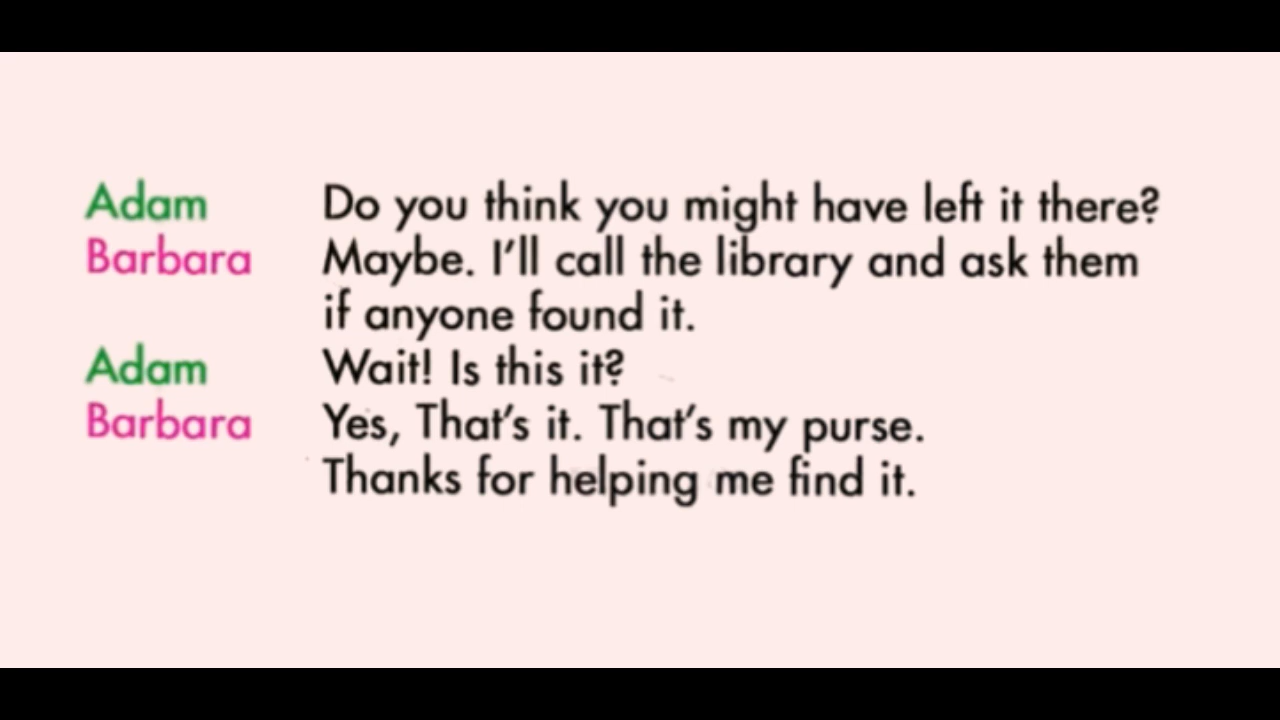 Adam Do you think you might have left it there?
Barbara Maybe. I'll call the library and ask them
if anyone found it.
Adam Wait! Is this it?
Barbara Yes, That's it. That's my purse.
Thanks for helping me find it.